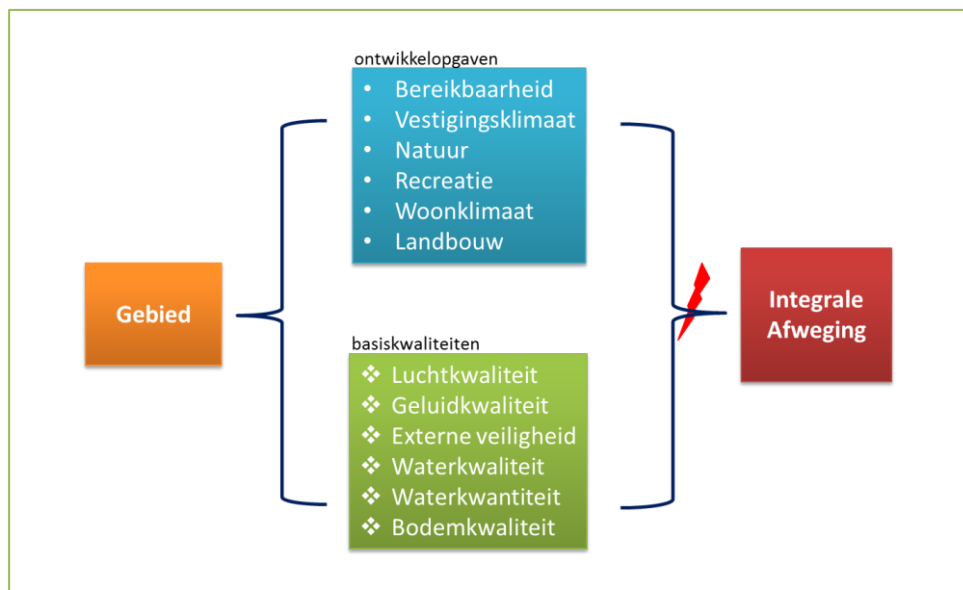 ontwikkelopgaven
• Bereikbaarheid
• Vestigingsklimaat
• Natuur
• Recreatie
• Woonklimaat
• Landbouw
Gebied
Integrale
Afweging
basiskwaliteiten
❖ Luchtkwaliteit
❖ Geluidkwaliteit
❖ Externe veiligheid
❖ Waterkwaliteit
❖ Waterkwantiteit
❖ Bodemkwaliteit